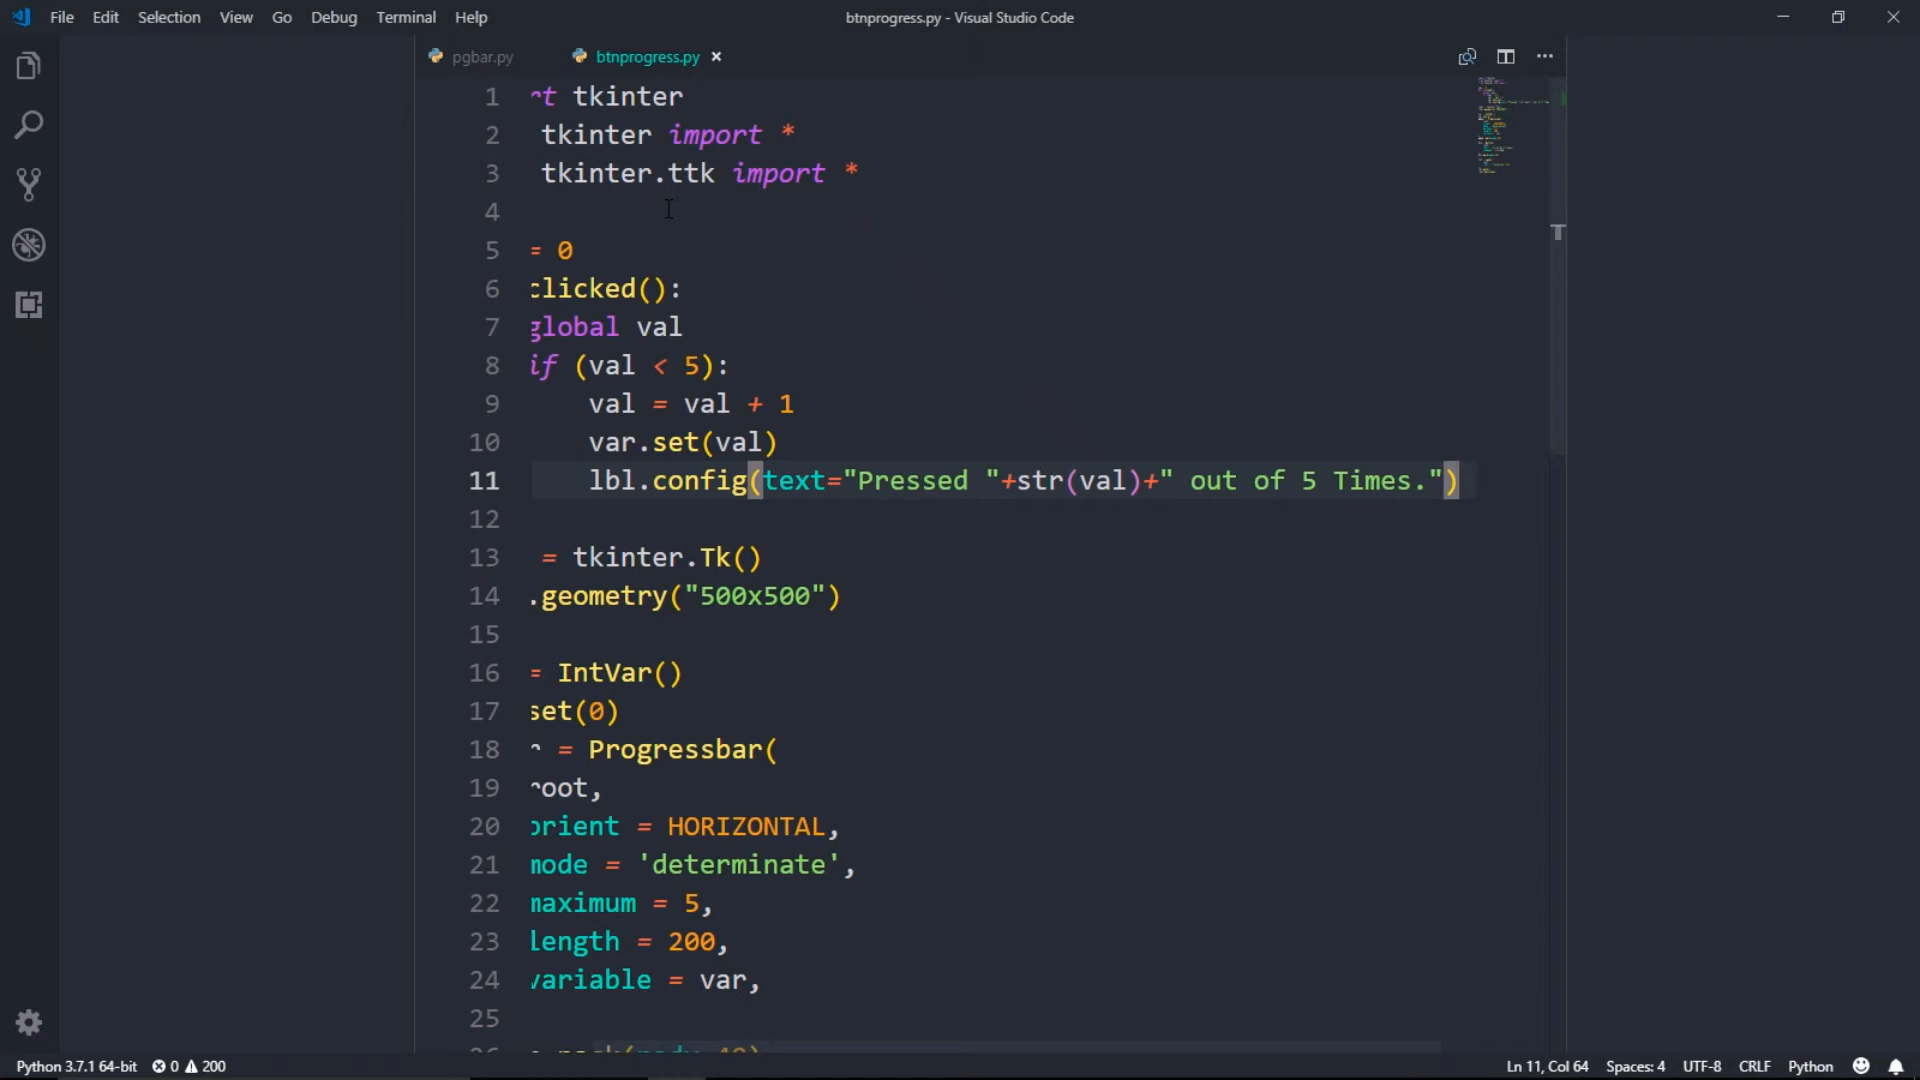 File Edit Selection View Go Debug Terminal Help
btnprogress.py - Visual Studio Code
pgbar.py btnprogress.py
1 rt tkinter
2 tkinter import *
3 tkinter.ttk import *
4
5 = 0
6 clicked():
7 global val
8 if (val < 5):
9 val = val + 1
10 var.set(val)
11 lbl.config(text="Pressed "+str(val)+" out of 5 Times.")
12
13 = tkinter.Tk()
14 .geometry("500x500")
15
16 = IntVar()
17 set(0)
18 r = Progressbar(
19 root,
20 orient = HORIZONTAL,
21 mode = 'determinate',
22 maximum = 5,
23 length = 200,
24 variable = var,
25
Python 3.7.1 64-bit 0 200 Ln 11, Col 64 Spaces: 4 UTF-8 CRLF Python